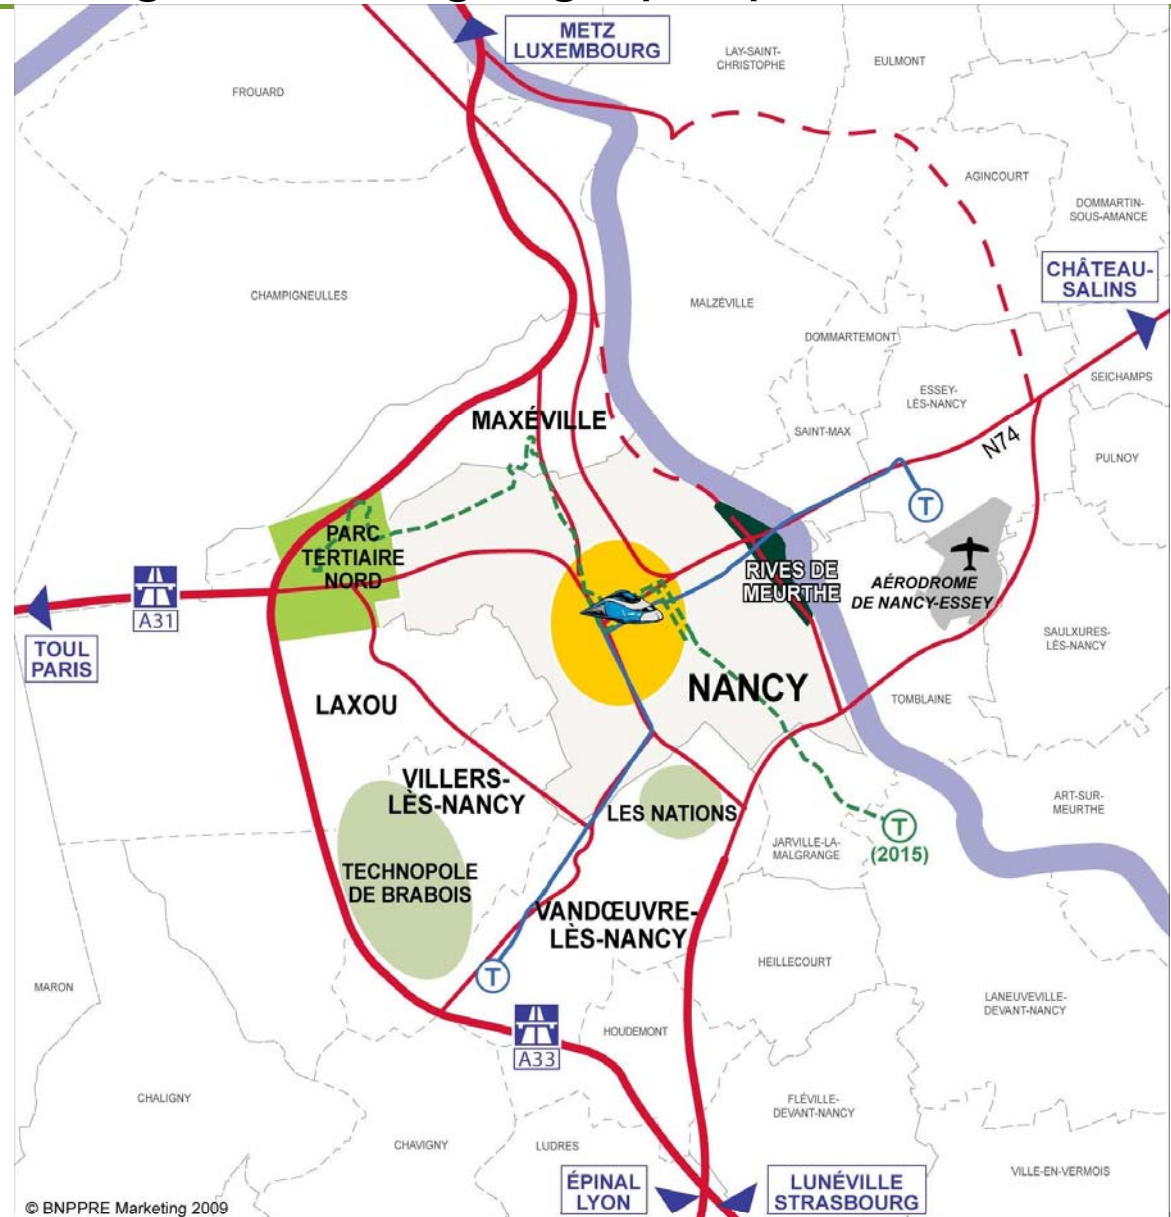 METZ
LUXEMBOURG
LAY-SAINT-
CHRISTOPHE
EULMONT
FROUARD
AGINCOURT
DOMMARTIN-
SOUS-AMANCE
CHÂTEAU-
SALINS
CHAMPIGNEULLES
MALZÉVILLE
DOMMARTEMONT
SEICHAMPS
ESSEY-
LÈS-NANCY
MAXÉVILLE
SAINT-MAX
N74
PULNOY
T
PARC
TERTIAIRE
NORD
RIVES DE
MEURTHE
AÉRODROME
DE NANCY-ESSEY
A31
TOUL
PARIS
SAULXURES-
LÈS-NANCY
NANCY
LAXOU
TOMBLAINE
VILLERS-
LÈS-NANCY
LES NATIONS
ART-SUR-
MEURTHE
T
(2015)
JARVILLE-LA-
MALGRANGE
TECHNOPOLE
DE BRABOIS
VANDŒUVRE-
LÈS-NANCY
HEILLECOURT
T
MARON
LANEUVEVILLE-
DEVANT-NANCY
HOUDEMONT
A33
CHALIGNY
FLÉVILLE-
DEVANT-NANCY
CHAVIGNY
LUDRES
VILLE-EN-VERMOIS
ÉPINAL
LYON
LUNÉVILLE
STRASBOURG
© BNPPRE Marketing 2009